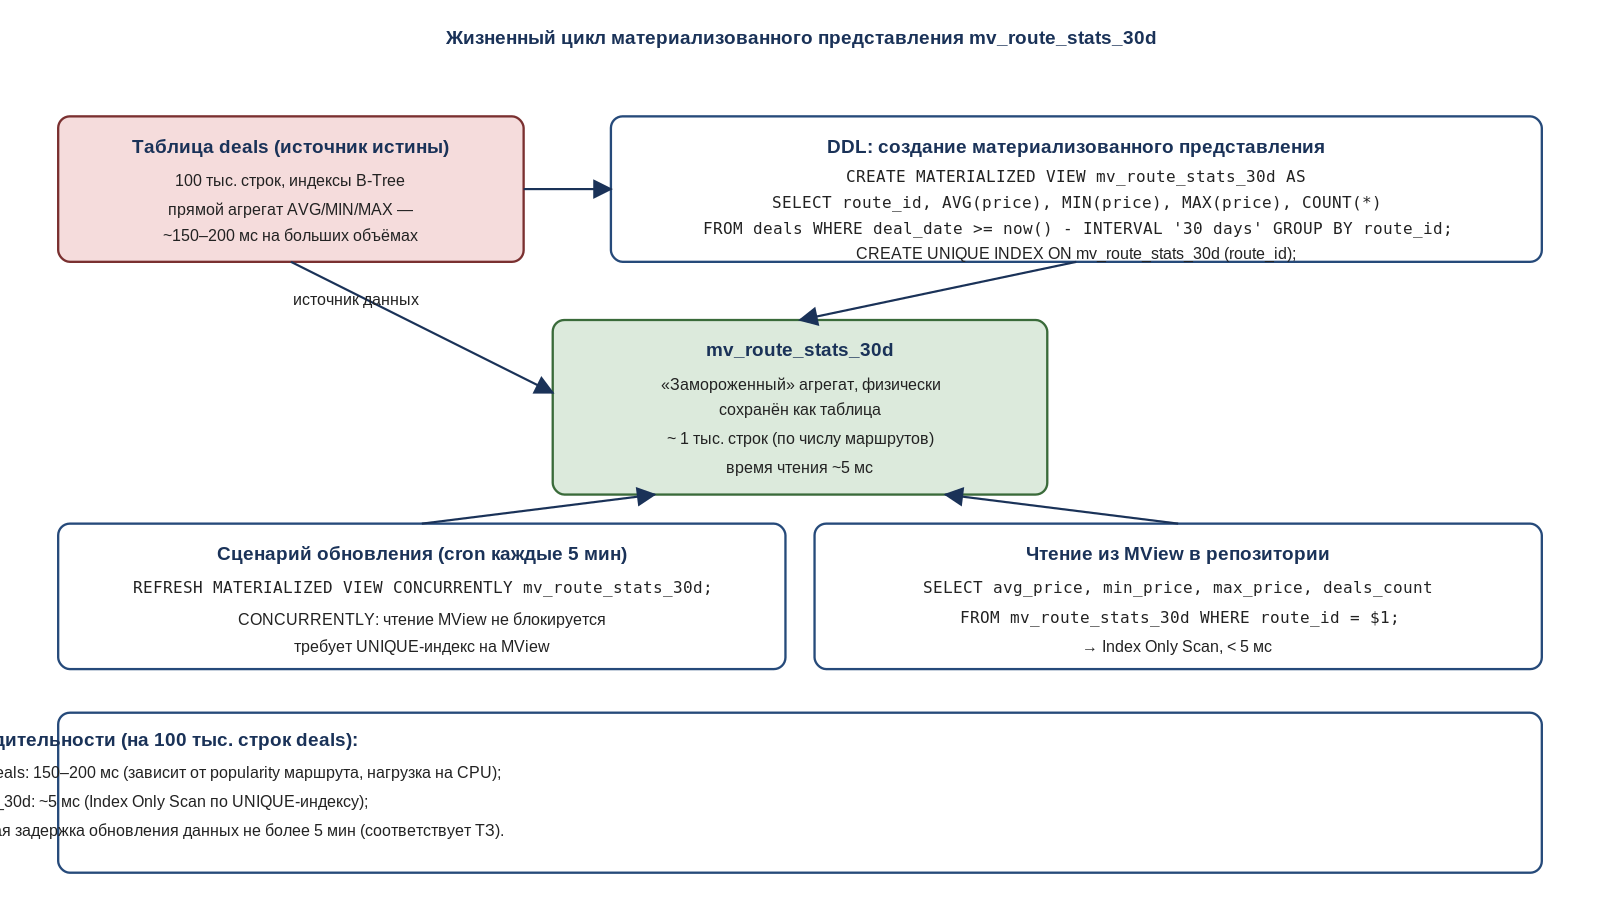 Жизненный цикл материализованного представления mv_route_stats_30d
Таблица deals (источник истины)
100 тыс. строк, индексы B-Tree
прямой агрегат AVG/MIN/MAX —
~150–200 мс на больших объёмах
DDL: создание материализованного представления
CREATE MATERIALIZED VIEW mv_route_stats_30d AS
SELECT route_id, AVG(price), MIN(price), MAX(price), COUNT(*)
FROM deals WHERE deal_date >= now() - INTERVAL '30 days' GROUP BY route_id;
CREATE UNIQUE INDEX ON mv_route_stats_30d (route_id);
источник данных
mv_route_stats_30d
«Замороженный» агрегат, физически
сохранён как таблица
~ 1 тыс. строк (по числу маршрутов)
время чтения ~5 мс
Сценарий обновления (cron каждые 5 мин)
REFRESH MATERIALIZED VIEW CONCURRENTLY mv_route_stats_30d;
CONCURRENTLY: чтение MView не блокируется
требует UNIQUE-индекс на MView
Чтение из MView в репозитории
SELECT avg_price, min_price, max_price, deals_count
FROM mv_route_stats_30d WHERE route_id = $1;
→ Index Only Scan, < 5 мс
дительности (на 100 тыс. строк deals):
eals: 150–200 мс (зависит от popularity маршрута, нагрузка на CPU);
_30d: ~5 мс (Index Only Scan по UNIQUE-индексу);
ая задержка обновления данных не более 5 мин (соответствует ТЗ).